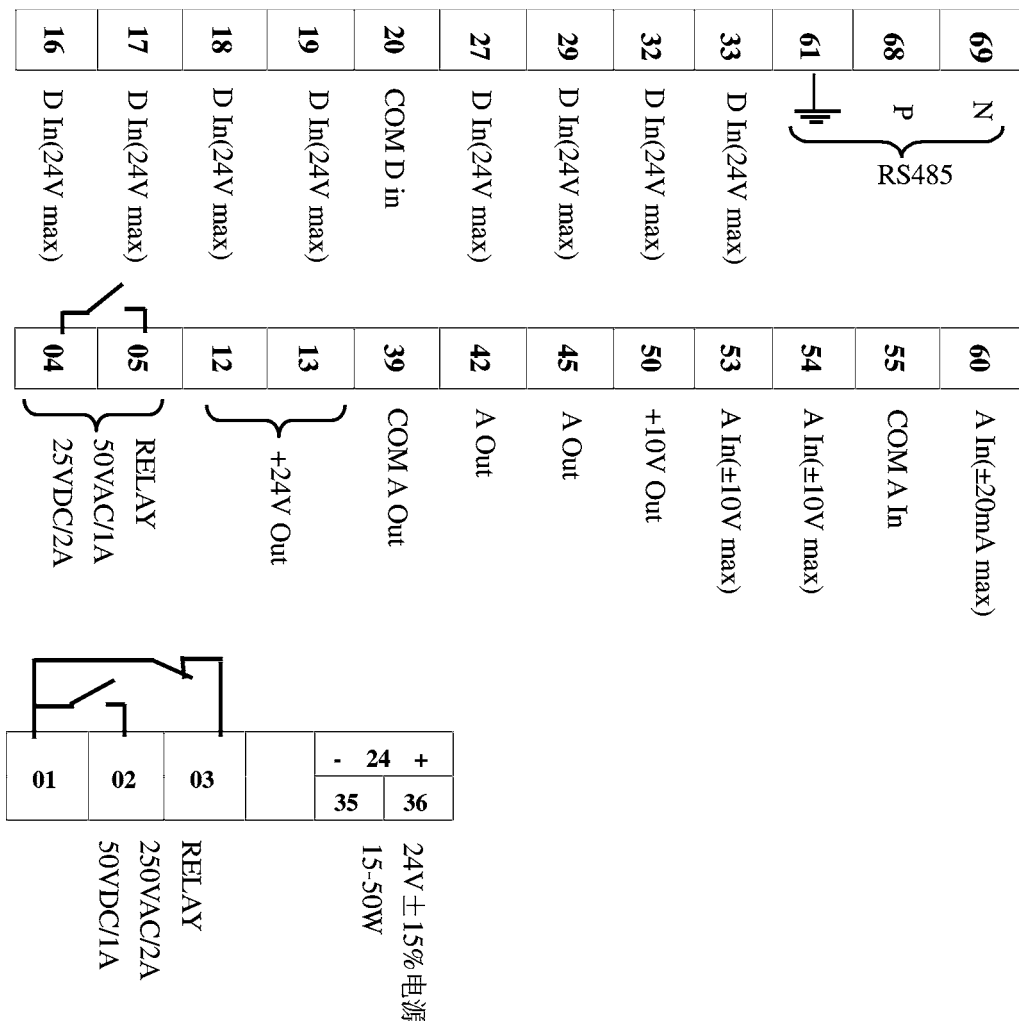 16 17 18 19 20 27 29 32 33 61 68 69
D In(24V max)
D In(24V max)
D In(24V max)
D In(24V max)
COM D in
D In(24V max)
D In(24V max)
D In(24V max)
D In(24V max)
P
N
RS485
04 05 12 13 39 42 45 50 53 54 55 60
RELAY
50VAC/1A
25VDC/2A
+24V Out
COM A Out
A Out
A Out
+10V Out
A In(±10V max)
A In(±10V max)
COM A In
A In(±20mA max)
01 02 03
- 24 +
35 36
RELAY
250VAC/2A
50VDC/1A
24V±15%电源
15-50W